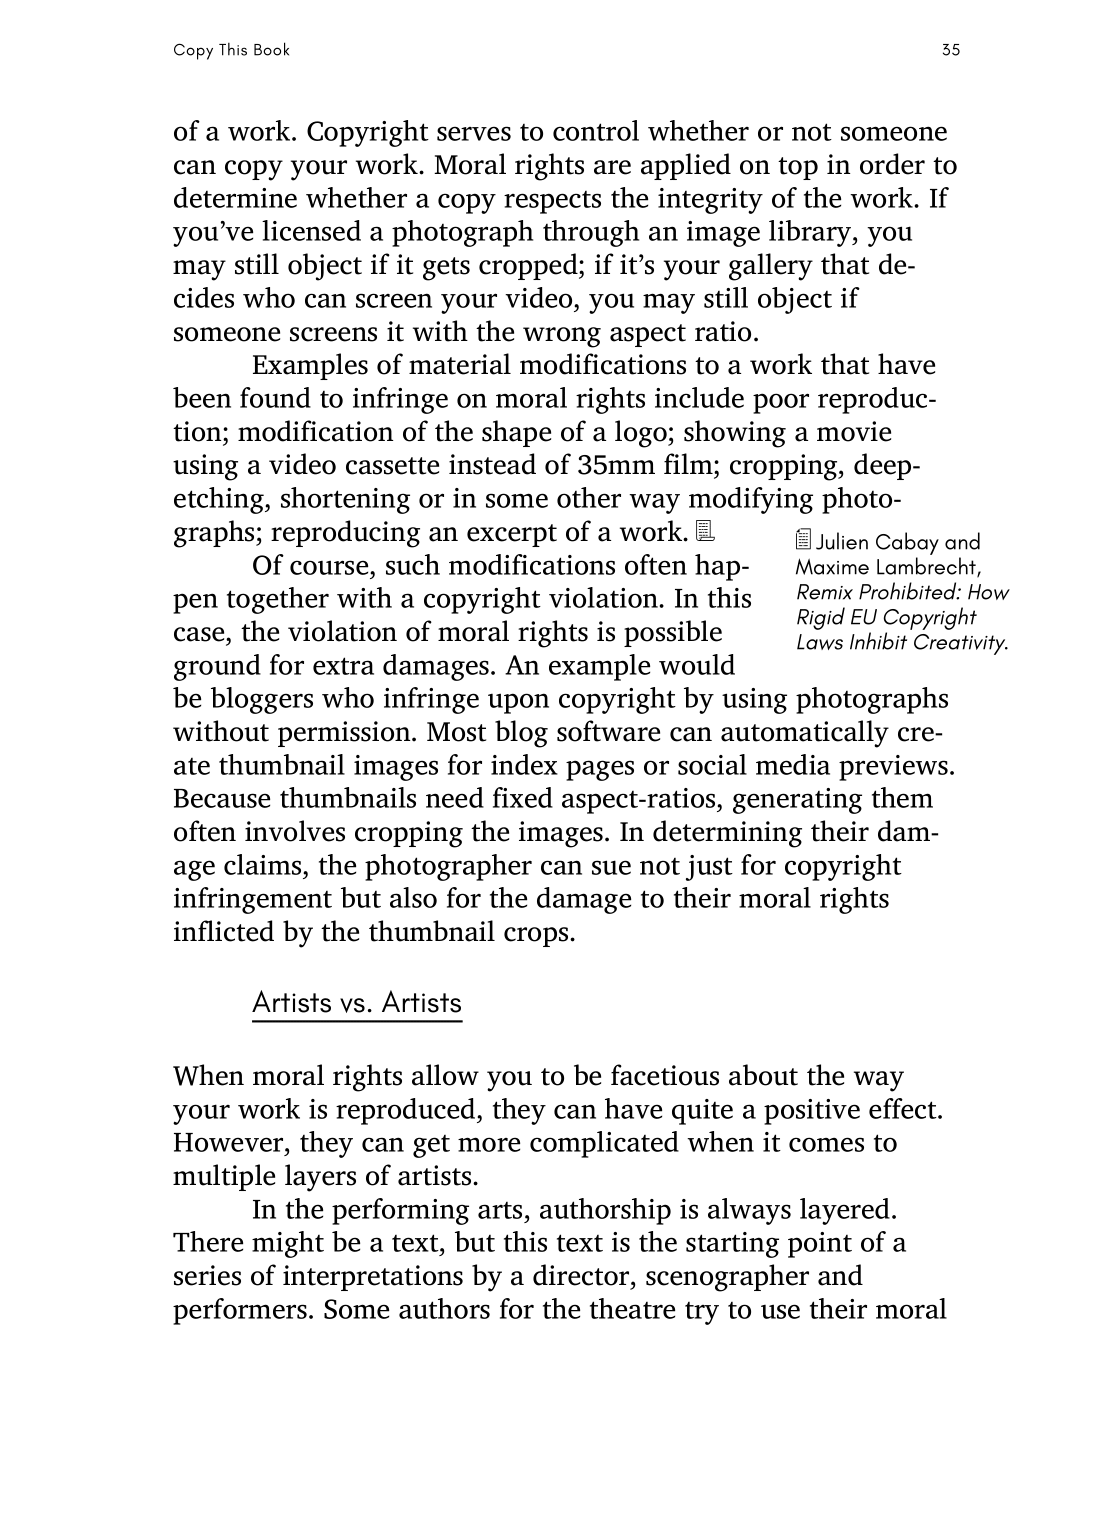 Copy This Book 35
of a work. Copyright serves to control whether or not someone
can copy your work. Moral rights are applied on top in order to
determine whether a copy respects the integrity of the work. If
you’ve licensed a photograph through an image library, you
may still object if it gets cropped; if it’s your gallery that de-
cides who can screen your video, you may still object if
someone screens it with the wrong aspect ratio.
Examples of material modifications to a work that have
been found to infringe on moral rights include poor reproduc-
tion; modification of the shape of a logo; showing a movie
using a video cassette instead of 35mm film; cropping, deep-
etching, shortening or in some other way modifying photo-
graphs; reproducing an excerpt of a work.
Of course, such modifications often hap-
pen together with a copyright violation. In this
case, the violation of moral rights is possible
ground for extra damages. An example would
be bloggers who infringe upon copyright by using photographs
without permission. Most blog software can automatically cre-
ate thumbnail images for index pages or social media previews.
Because thumbnails need fixed aspect-ratios, generating them
often involves cropping the images. In determining their dam-
age claims, the photographer can sue not just for copyright
infringement but also for the damage to their moral rights
inflicted by the thumbnail crops.
Julien Cabay and
Maxime Lambrecht,
Remix Prohibited: How
Rigid EU Copyright
Laws Inhibit Creativity.
Artists vs. Artists
When moral rights allow you to be facetious about the way
your work is reproduced, they can have quite a positive effect.
However, they can get more complicated when it comes to
multiple layers of artists.
In the performing arts, authorship is always layered.
There might be a text, but this text is the starting point of a
series of interpretations by a director, scenographer and
performers. Some authors for the theatre try to use their moral